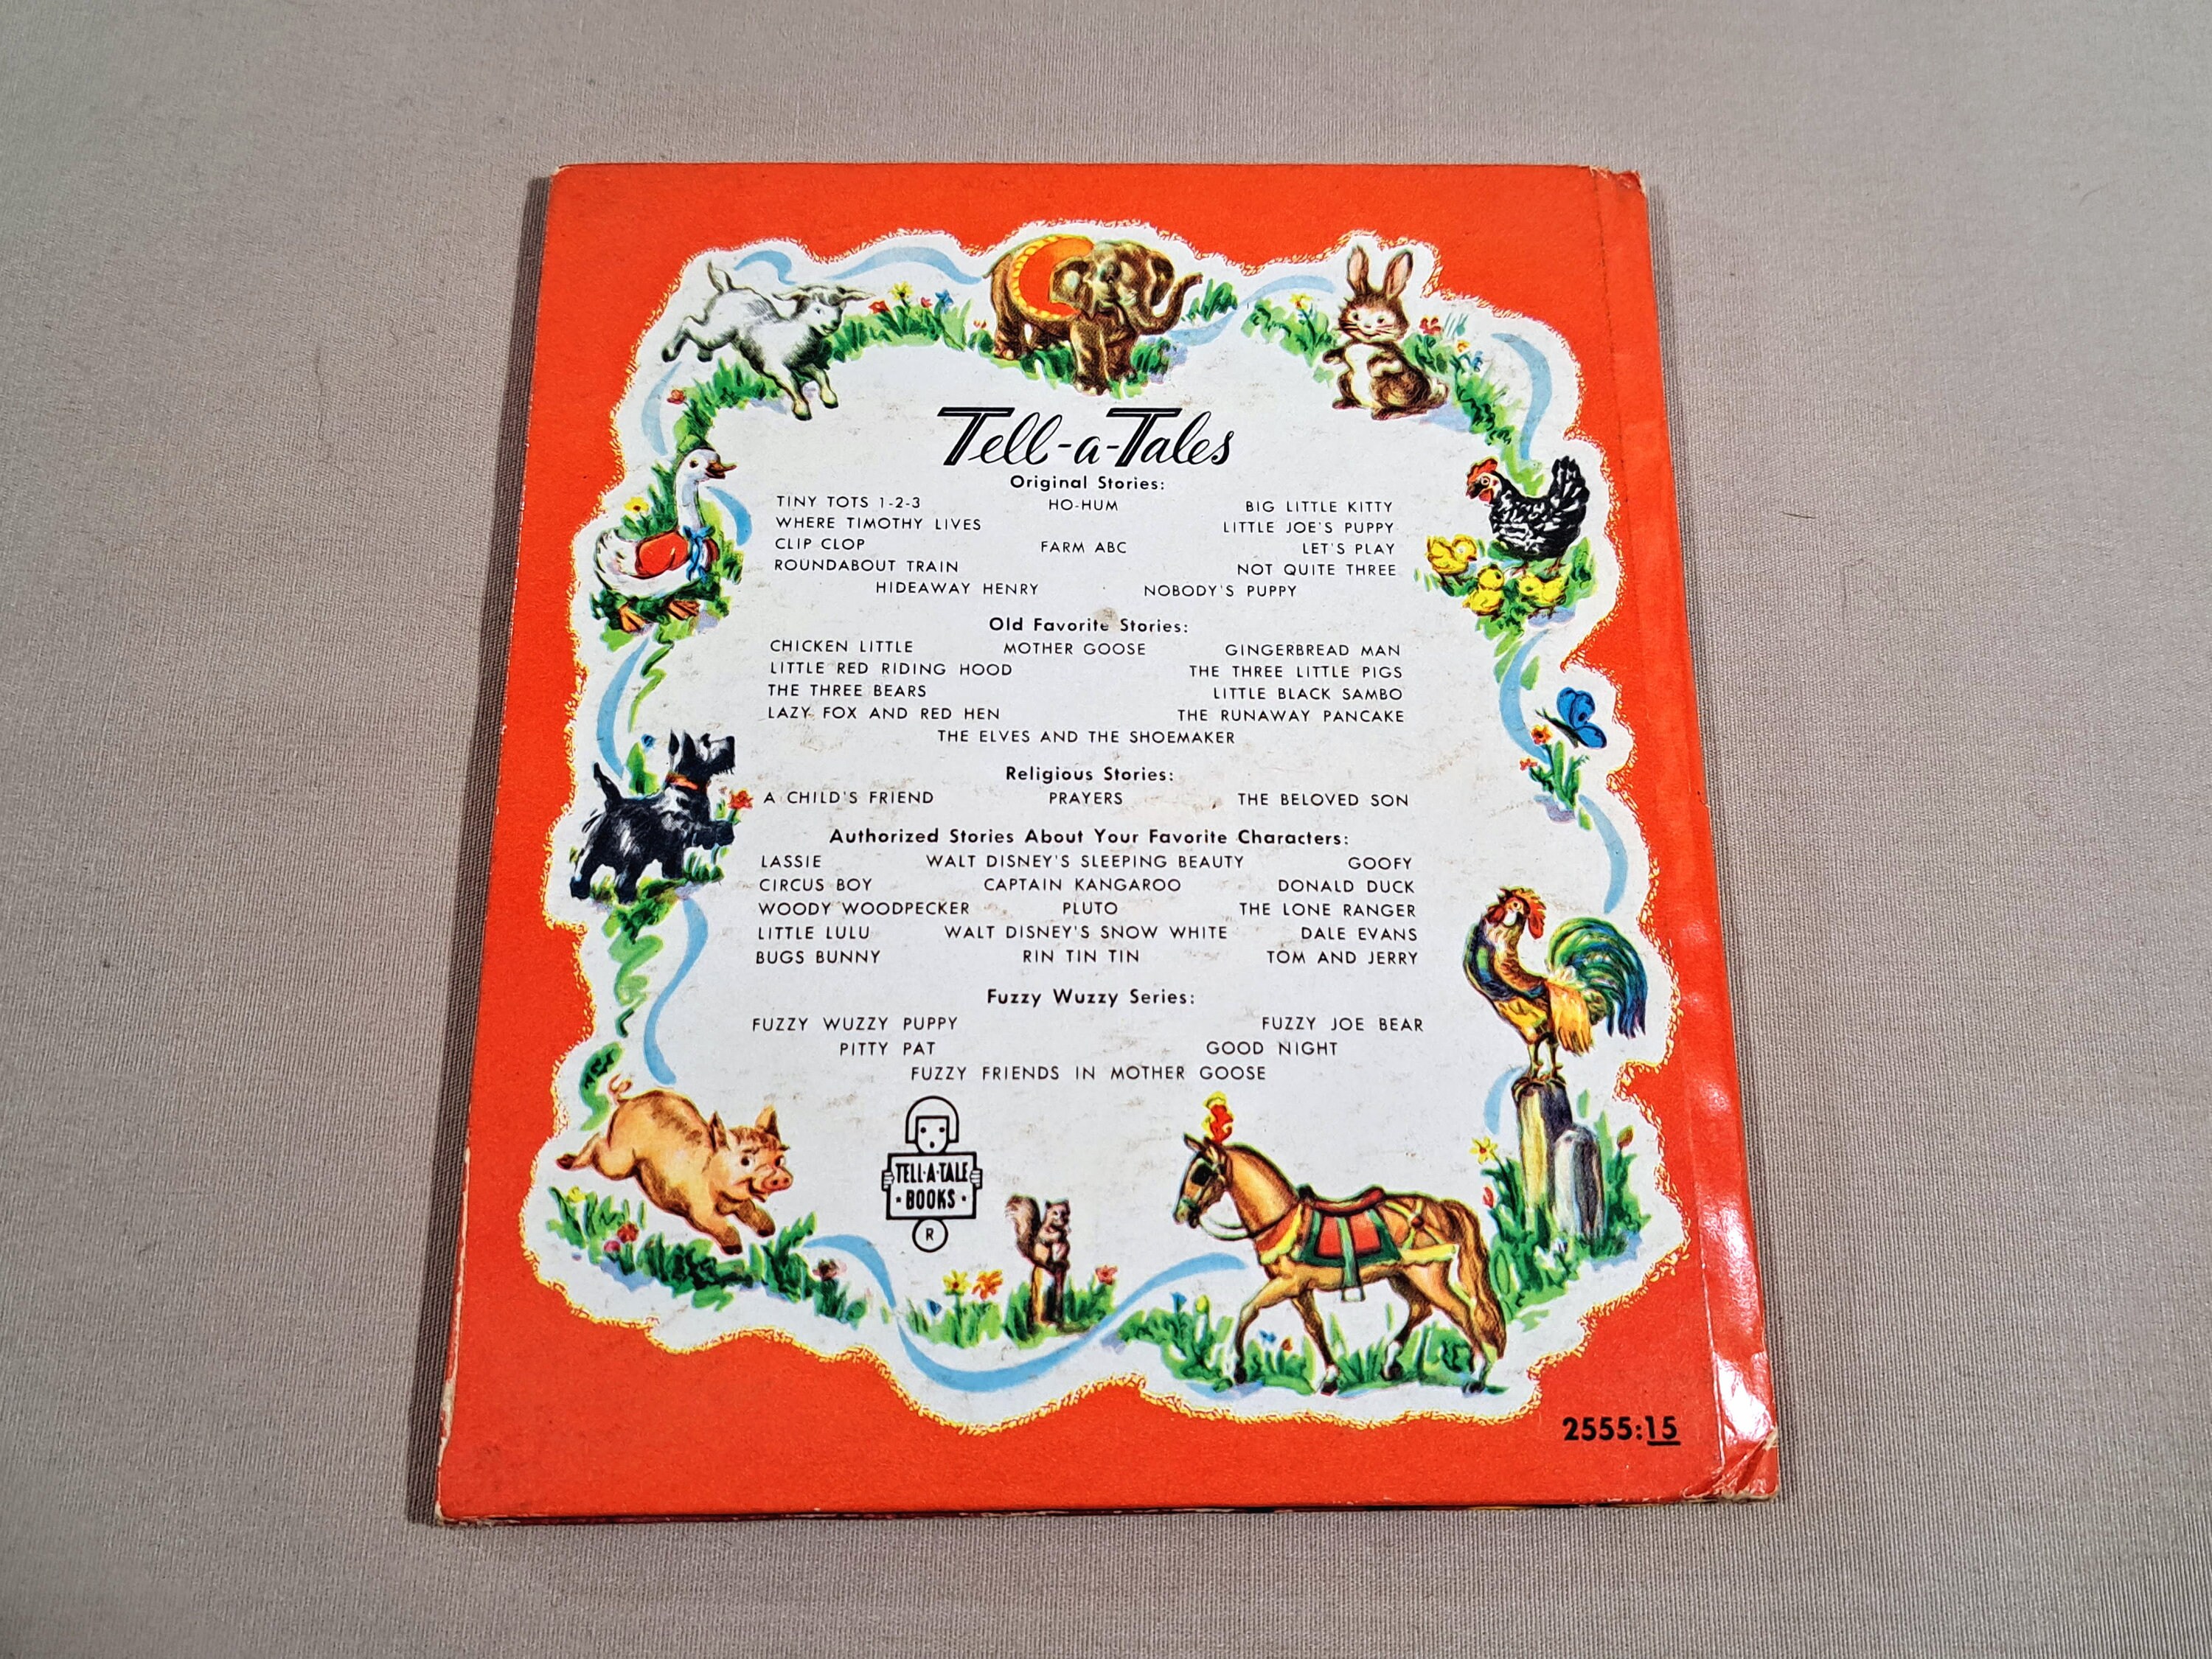 Tell-a-Tales
Original Stories:
TINY TOTS 1-2-3 HO-HUM BIG LITTLE KITTY
WHERE TIMOTHY LIVES LITTLE JOE'S PUPPY
CLIP CLOP FARM ABC LET'S PLAY
ROUNDABOUT TRAIN NOT QUITE THREE
HIDEAWAY HENRY NOBODY'S PUPPY
Old Favorite Stories:
CHICKEN LITTLE MOTHER GOOSE GINGERBREAD MAN
LITTLE RED RIDING HOOD THE THREE LITTLE PIGS
THE THREE BEARS LITTLE BLACK SAMBO
LAZY FOX AND RED HEN THE RUNAWAY PANCAKE
THE ELVES AND THE SHOEMAKER
Religious Stories:
A CHILD'S FRIEND PRAYERS THE BELOVED SON
Authorized Stories About Your Favorite Characters:
LASSIE WALT DISNEY'S SLEEPING BEAUTY GOOFY
CIRCUS BOY CAPTAIN KANGAROO DONALD DUCK
WOODY WOODPECKER PLUTO THE LONE RANGER
LITTLE LULU WALT DISNEY'S SNOW WHITE DALE EVANS
BUGS BUNNY RIN TIN TIN TOM AND JERRY
Fuzzy Wuzzy Series:
FUZZY WUZZY PUPPY FUZZY JOE BEAR
PITTY PAT GOOD NIGHT
FUZZY FRIENDS IN MOTHER GOOSE
TELL·A·TALE
·BOOKS·
R
2555:15